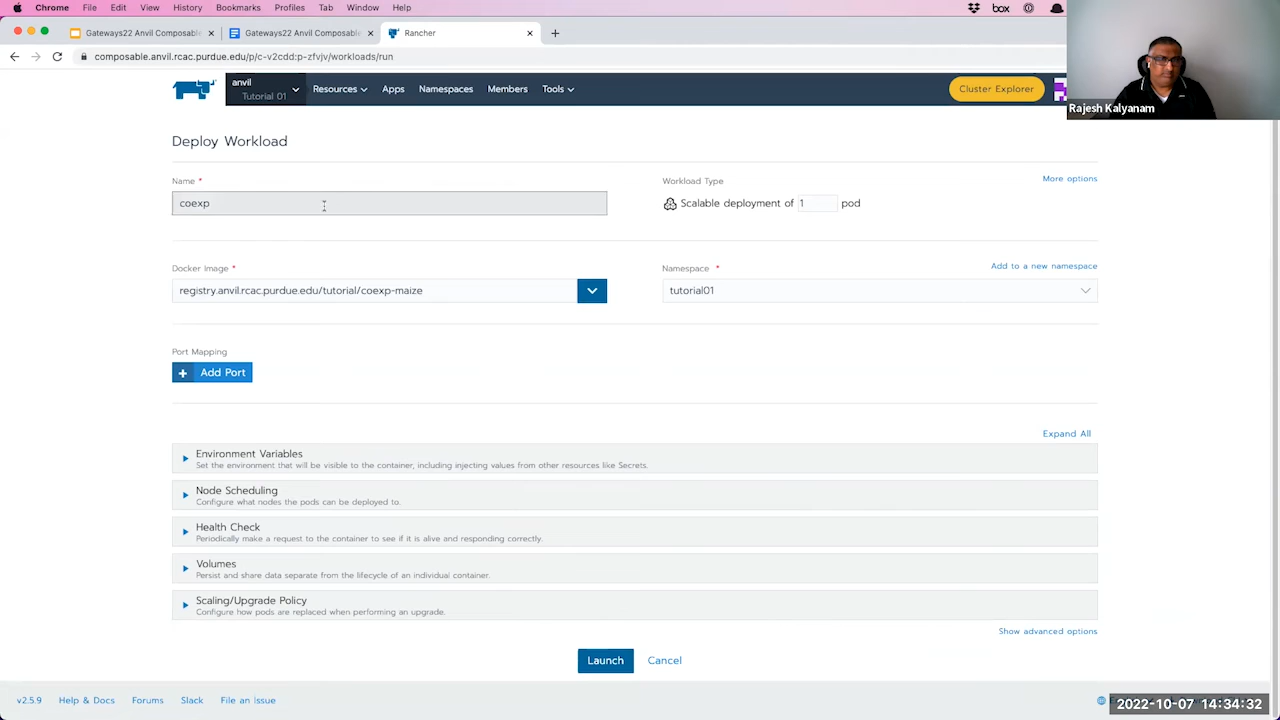 Chrome File Edit View History Bookmarks Profiles Tab Window Help
box
Gateways22 Anvil Composable
Gateways22 Anvil Composable
Rancher
composable.anvil.rcac.purdue.edu/p/c-v2cdd:p-zfvjv/workloads/run
anvil
Tutorial 01
Resources
Apps
Namespaces
Members
Tools
Cluster Explorer
Rajesh Kalyanam
Deploy Workload
Name *
Workload Type
More options
coexp
Scalable deployment of 1 pod
Docker Image *
Namespace *
Add to a new namespace
registry.anvil.rcac.purdue.edu/tutorial/coexp-maize
tutorial01
Port Mapping
+ Add Port
Expand All
Environment Variables
Set the environment that will be visible to the container, including injecting values from other resources like Secrets.
Node Scheduling
Configure what nodes the pods can be deployed to.
Health Check
Periodically make a request to the container to see if it is alive and responding correctly.
Volumes
Persist and share data separate from the lifecycle of an individual container.
Scaling/Upgrade Policy
Configure how pods are replaced when performing an upgrade.
Show advanced options
Launch
Cancel
v2.5.9
Help & Docs
Forums
Slack
File an issue
2022-10-07 14:34:32